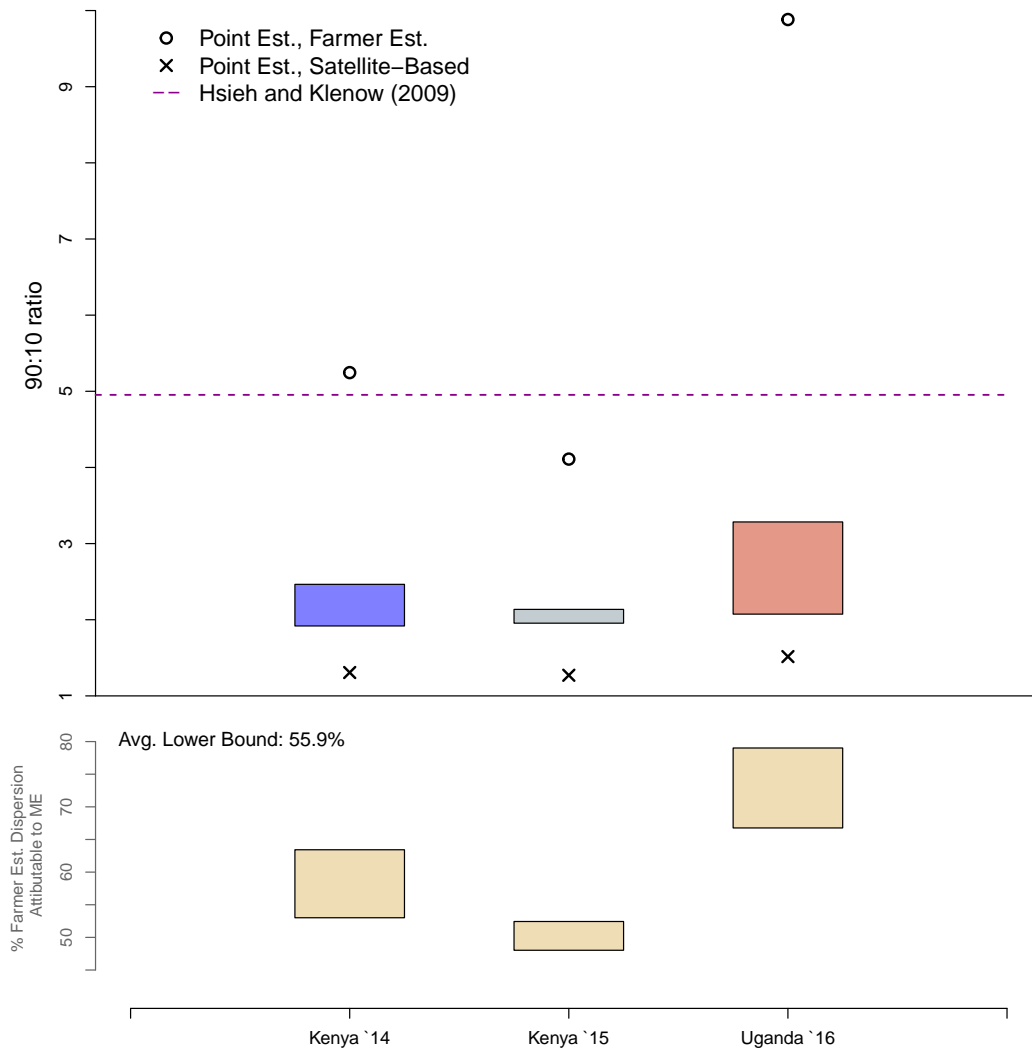 Point Est., Farmer Est.
Point Est., Satellite−Based
Hsieh and Klenow (2009)
90:10 ratio
9
7
5
3
1
Avg. Lower Bound: 55.9%
% Farmer Est. Dispersion
Attibutable to ME
80
70
60
50
Kenya `14
Kenya `15
Uganda `16